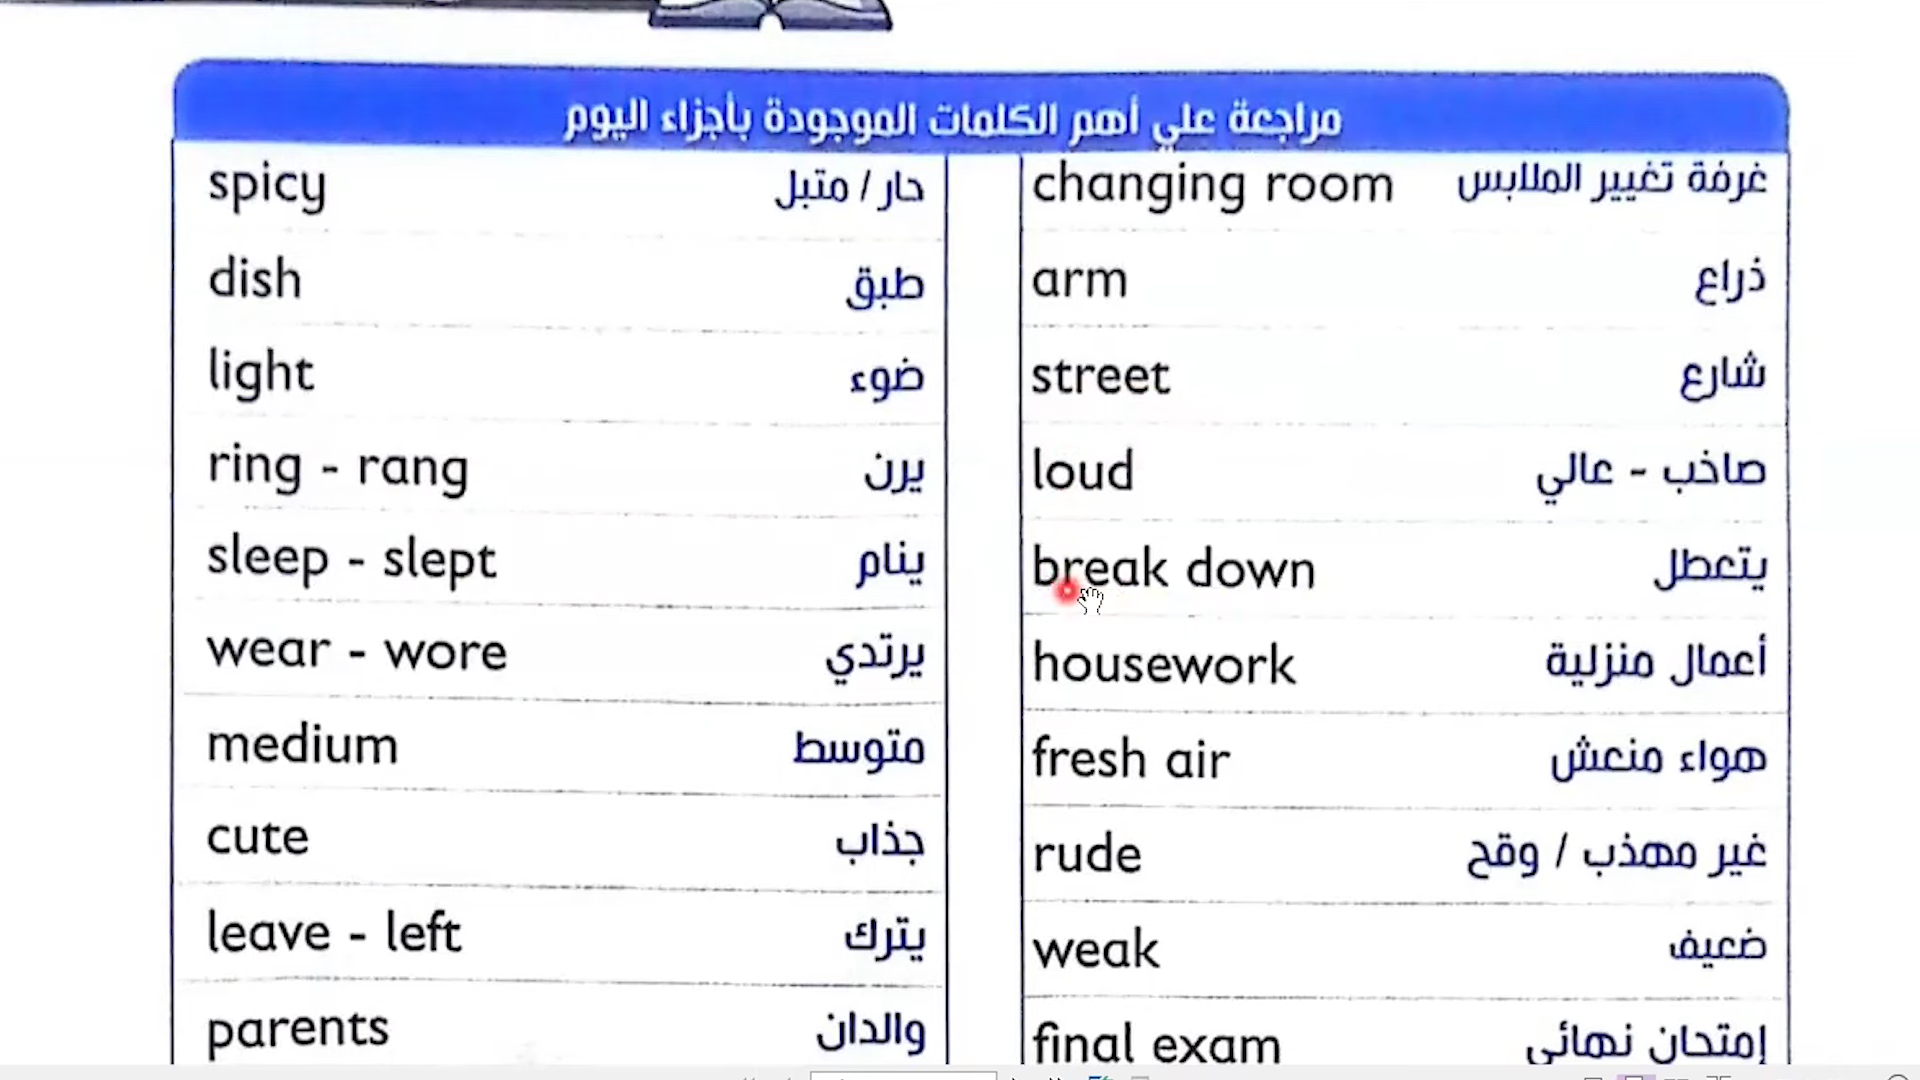 مراجعة علي أهم الكلمات الموجودة بأجزاء اليوم
spicy حار / متبل
dish طبق
light ضوء
ring - rang يرن
sleep - slept ينام
wear - wore يرتدي
medium متوسط
cute جذاب
leave - left يترك
parents والدان
changing room غرفة تغيير الملابس
arm ذراع
street شارع
loud صاخب - عالي
break down يتعطل
housework أعمال منزلية
fresh air هواء منعش
rude غير مهذب / وقح
weak ضعيف
final exam إمتحان نهائي